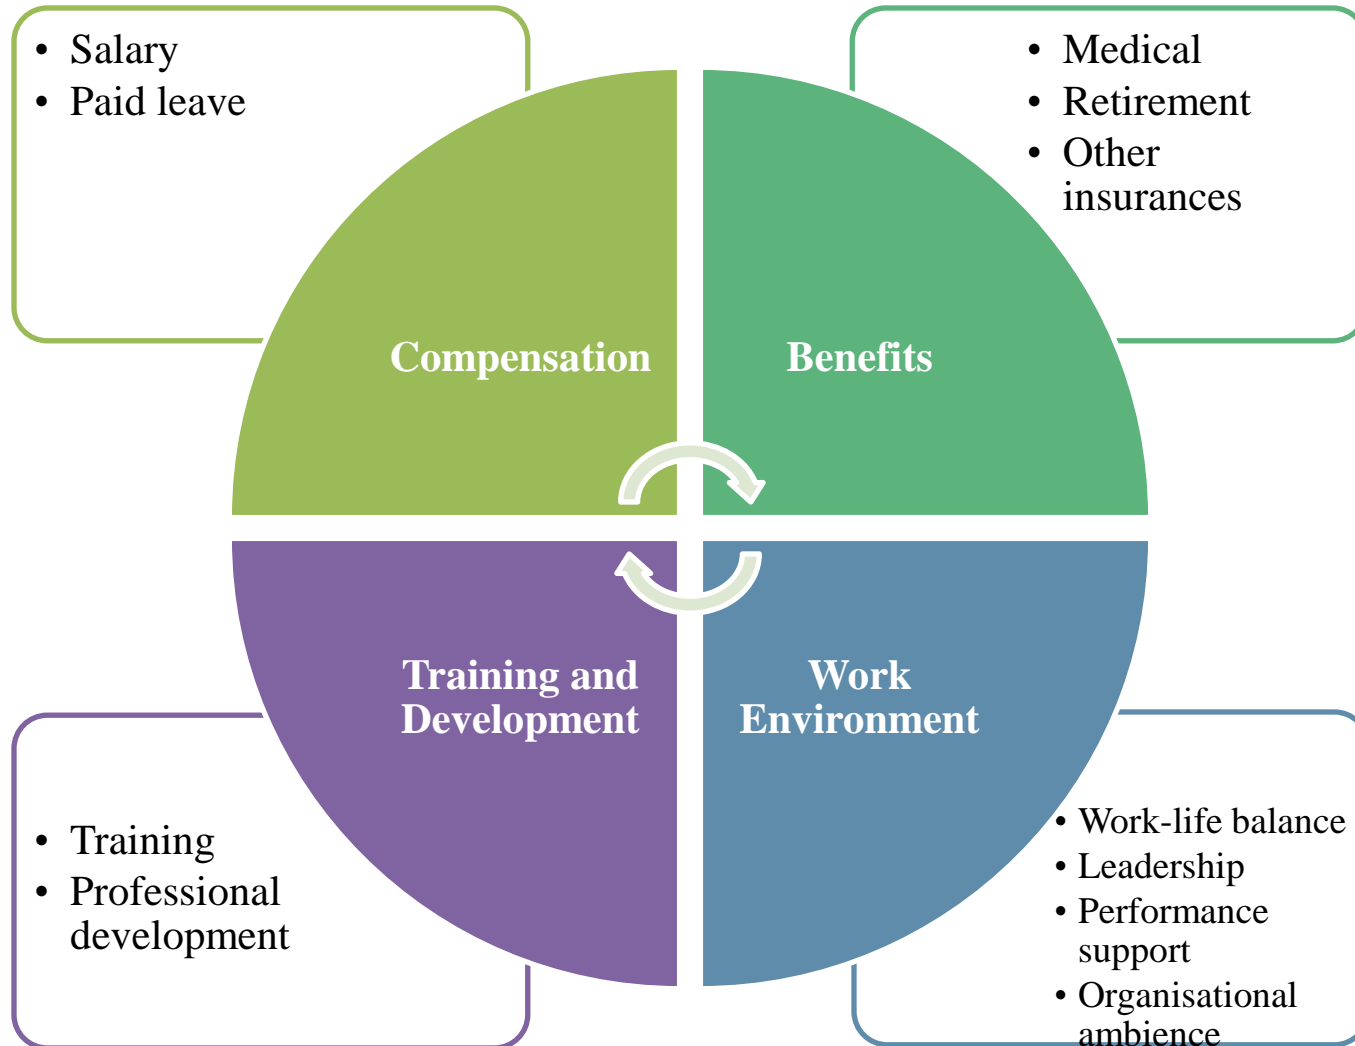 • Salary
• Paid leave
• Medical
• Retirement
• Other
insurances
Compensation
Benefits
Training and
Development
Work
Environment
• Training
• Professional
development
• Work-life balance
• Leadership
• Performance
support
• Organisational
ambience